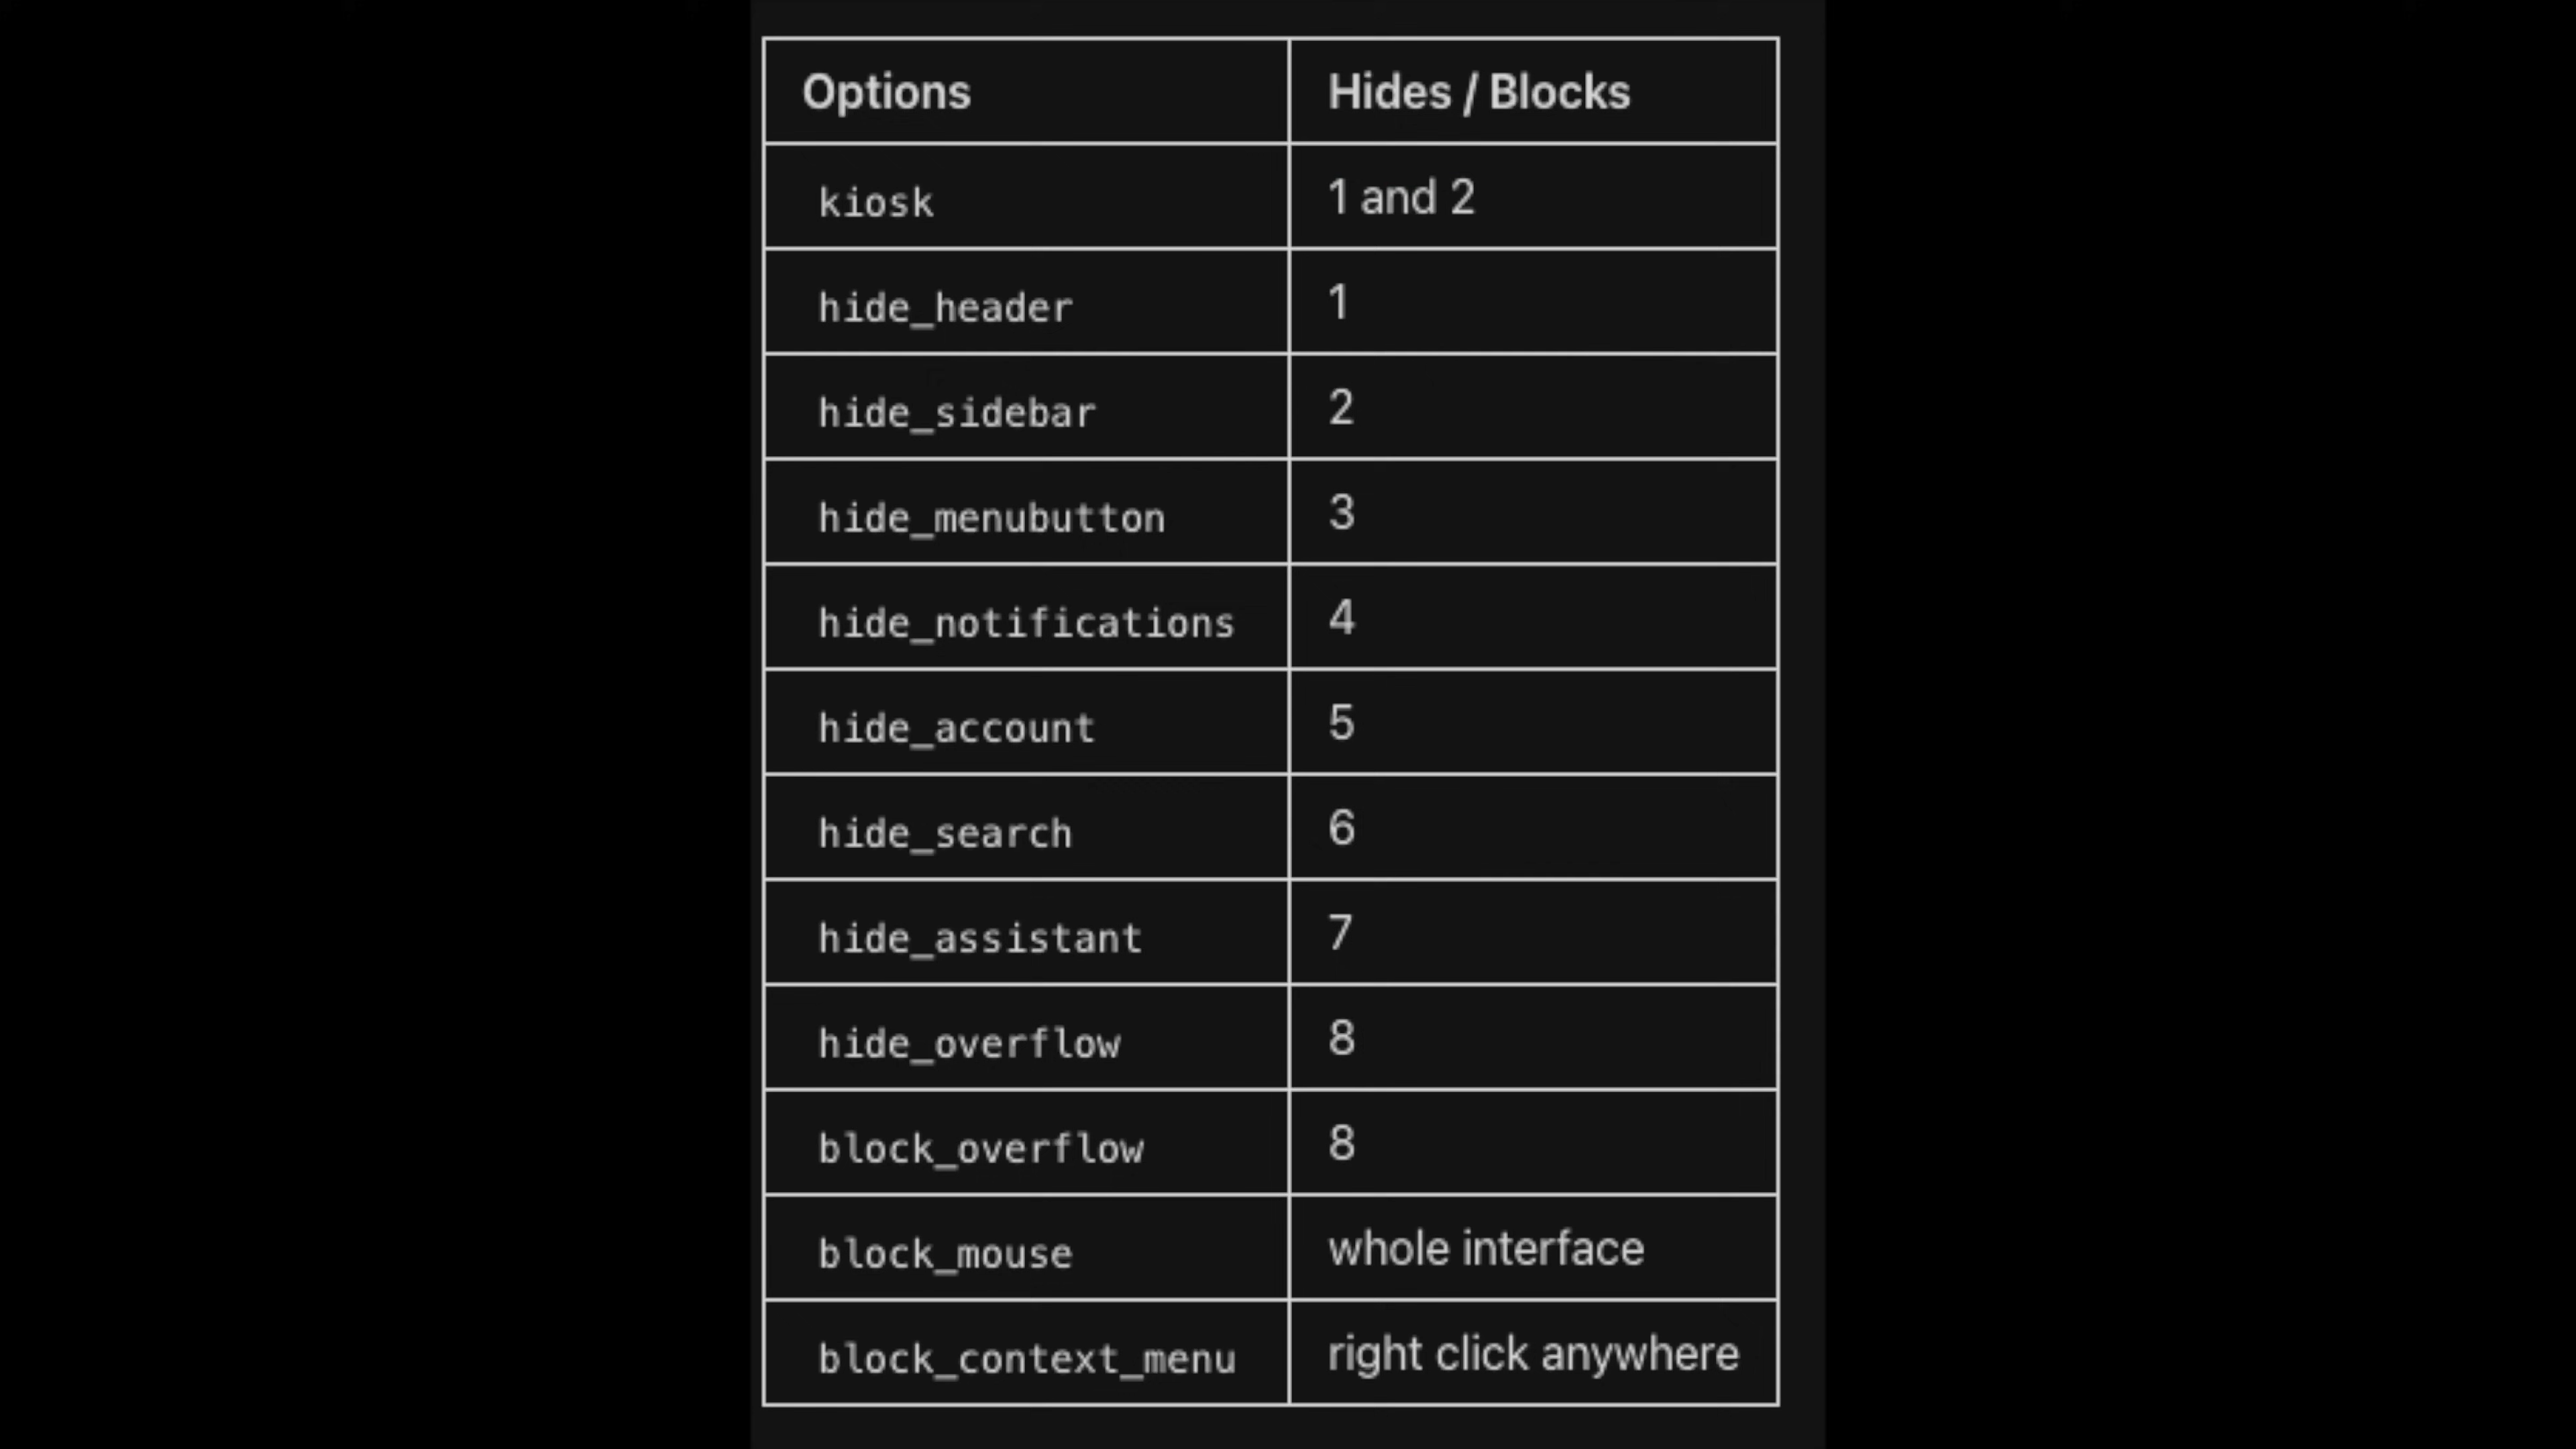 Options Hides / Blocks
kiosk 1 and 2
hide_header 1
hide_sidebar 2
hide_menubutton 3
hide_notifications 4
hide_account 5
hide_search 6
hide_assistant 7
hide_overflow 8
block_overflow 8
block_mouse whole interface
block_context_menu right click anywhere